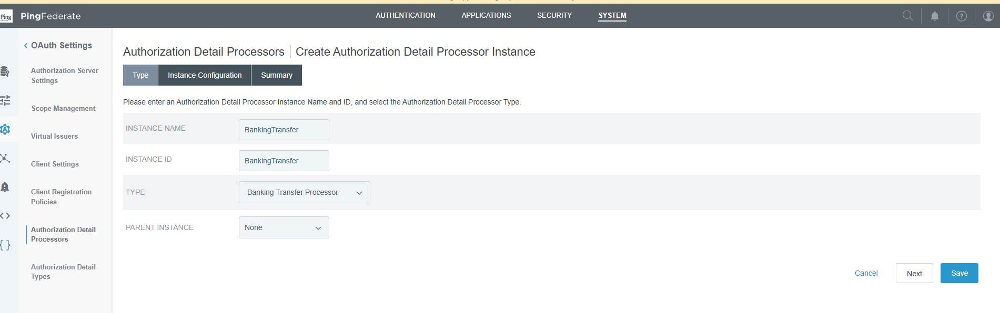 Ping
PingFederate
AUTHENTICATION
APPLICATIONS
SECURITY
SYSTEM
?
OAuth Settings
Authorization Server
Settings
Scope Management
Virtual Issuers
Client Settings
Client Registration
Policies
Authorization Detail
Processors
Authorization Detail
Types
Authorization Detail Processors | Create Authorization Detail Processor Instance
Type
Instance Configuration
Summary
Please enter an Authorization Detail Processor Instance Name and ID, and select the Authorization Detail Processor Type.
INSTANCE NAME
BankingTransfer
INSTANCE ID
BankingTransfer
TYPE
Banking Transfer Processor
PARENT INSTANCE
None
Cancel
Next
Save